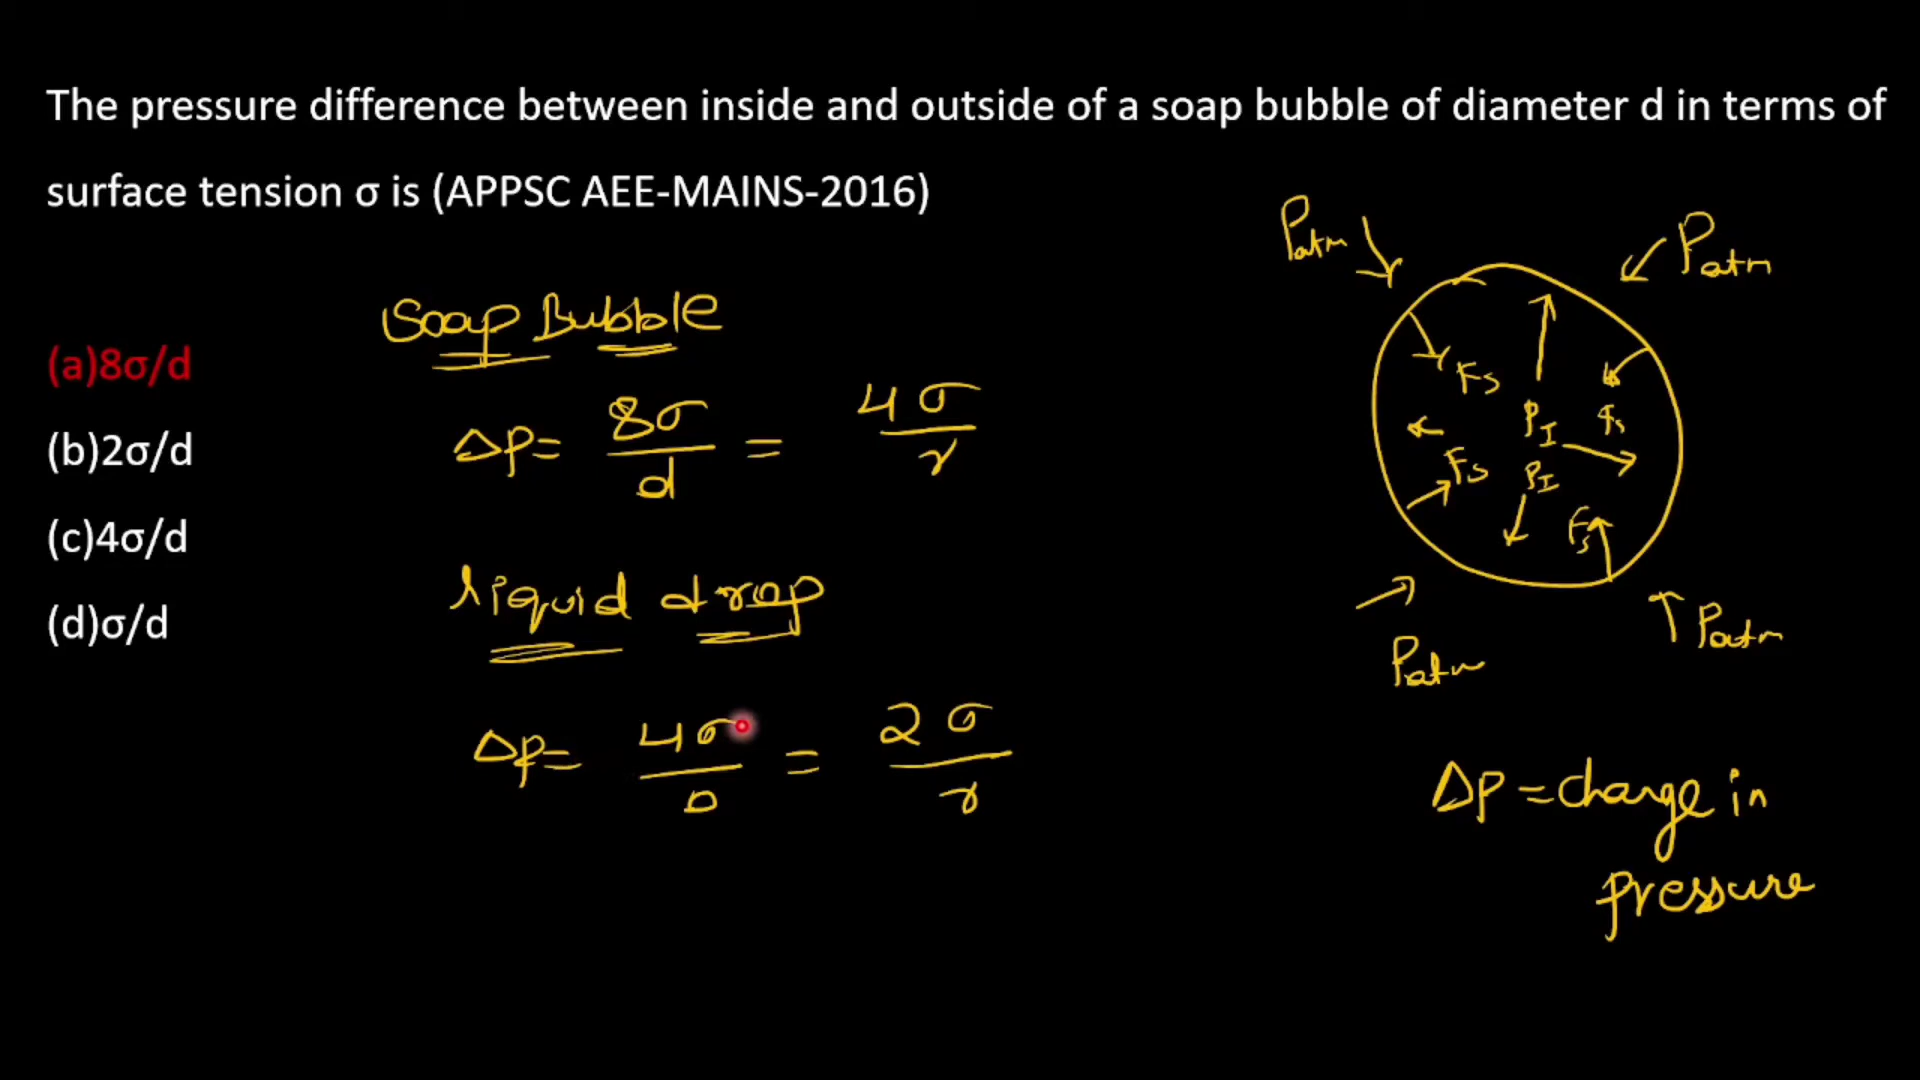 The pressure difference between inside and outside of a soap bubble of diameter d in terms of
surface tension σ is (APPSC AEE-MAINS-2016)
(a)8σ/d
(b)2σ/d
(c)4σ/d
(d)σ/d
Soap Bubble
ΔP= 8σ/d = 4σ/r
liquid drop
Δp= 4σ/D = 2σ/r
Patm
Patm
Fs
Fs
PI
Fs
PI
Fs
Patm
Patm
ΔP = change in
pressure